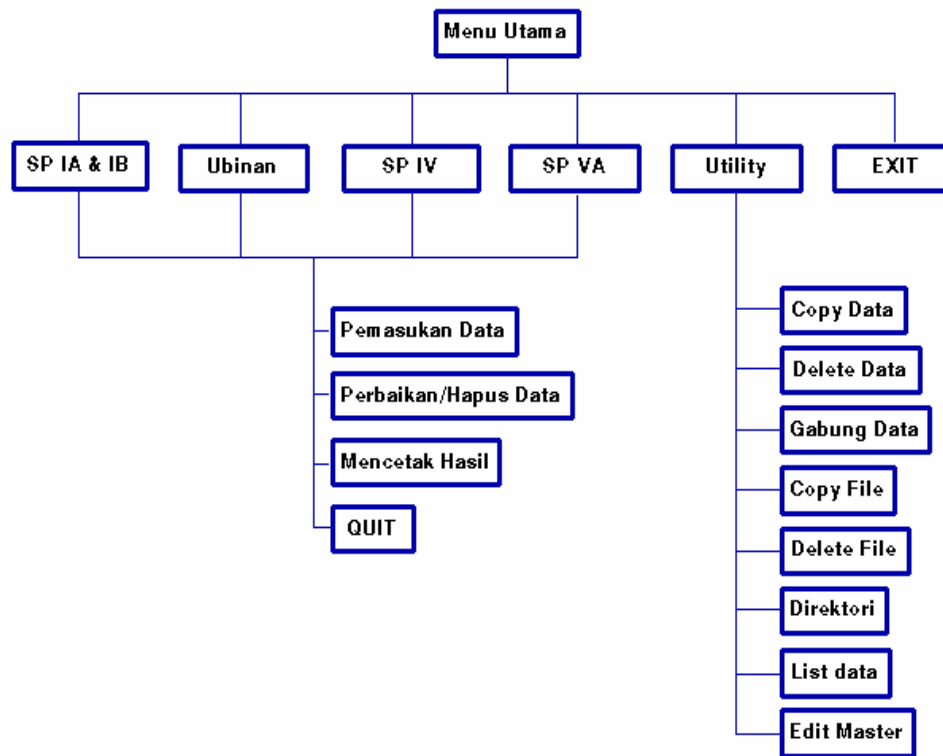 Menu Utama
SP IA & IB
Ubinan
SP IV
SP VA
Utility
EXIT
Pemasukan Data
Perbaikan/Hapus Data
Mencetak Hasil
QUIT
Copy Data
Delete Data
Gabung Data
Copy File
Delete File
Direktori
List data
Edit Master